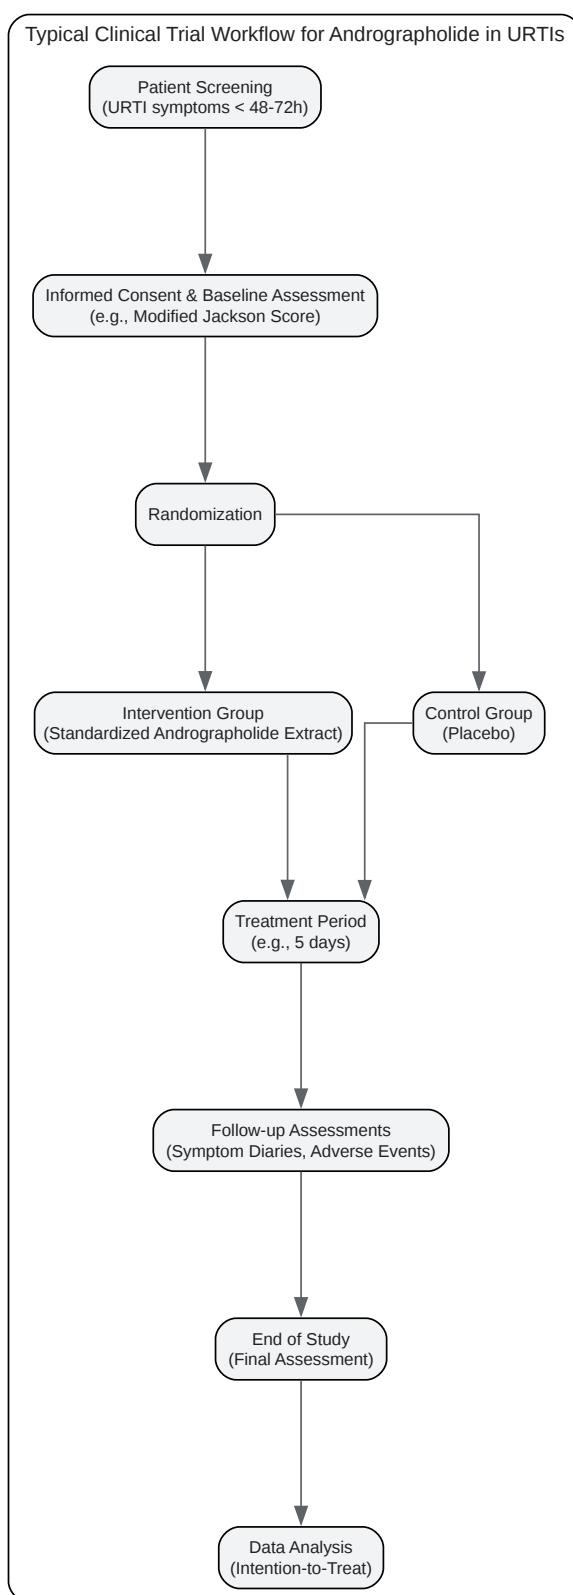 Typical Clinical Trial Workflow for Andrographolide in URTIs
Patient Screening
(URTI symptoms < 48-72h)
Informed Consent & Baseline Assessment
(e.g., Modified Jackson Score)
Randomization
Intervention Group
(Standardized Andrographolide Extract)
Control Group
(Placebo)
Treatment Period
(e.g., 5 days)
Follow-up Assessments
(Symptom Diaries, Adverse Events)
End of Study
(Final Assessment)
Data Analysis
(Intention-to-Treat)